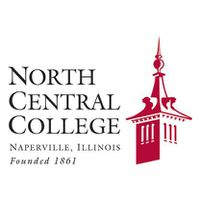 NORTH
CENTRAL
COLLEGE
NAPERVILLE, ILLINOIS
Founded 1861